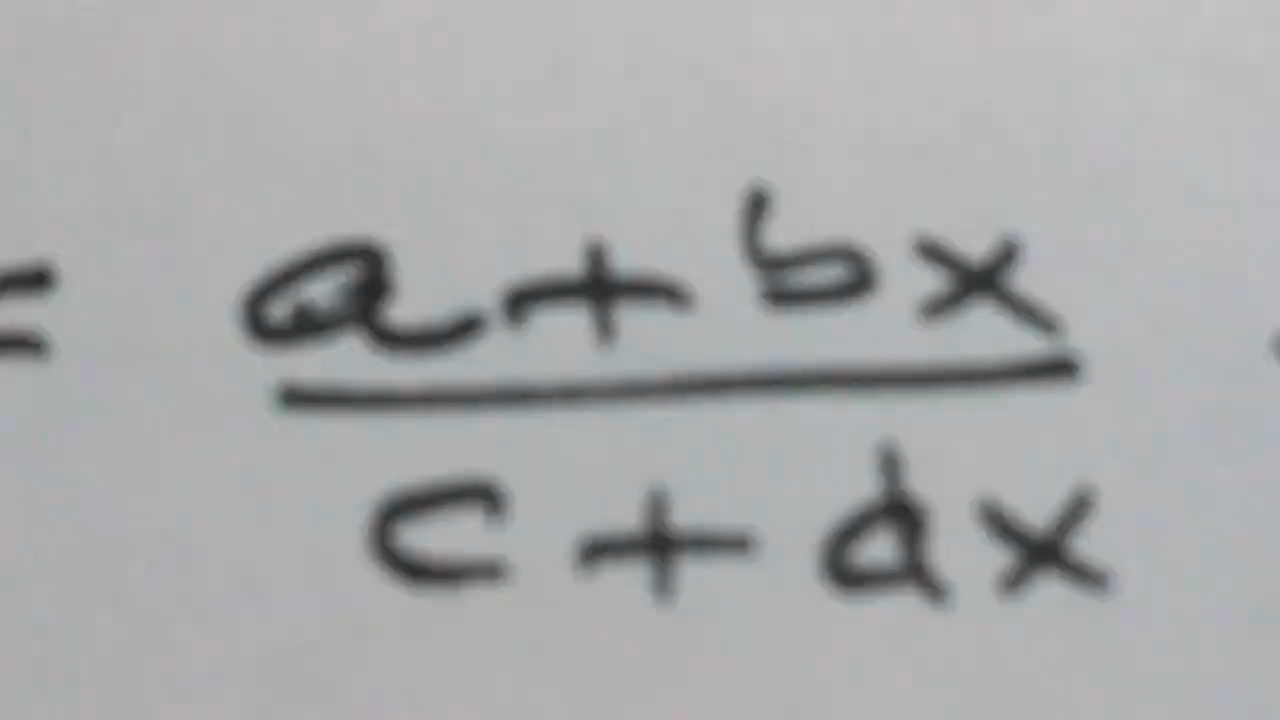 = a + bx
c + dx